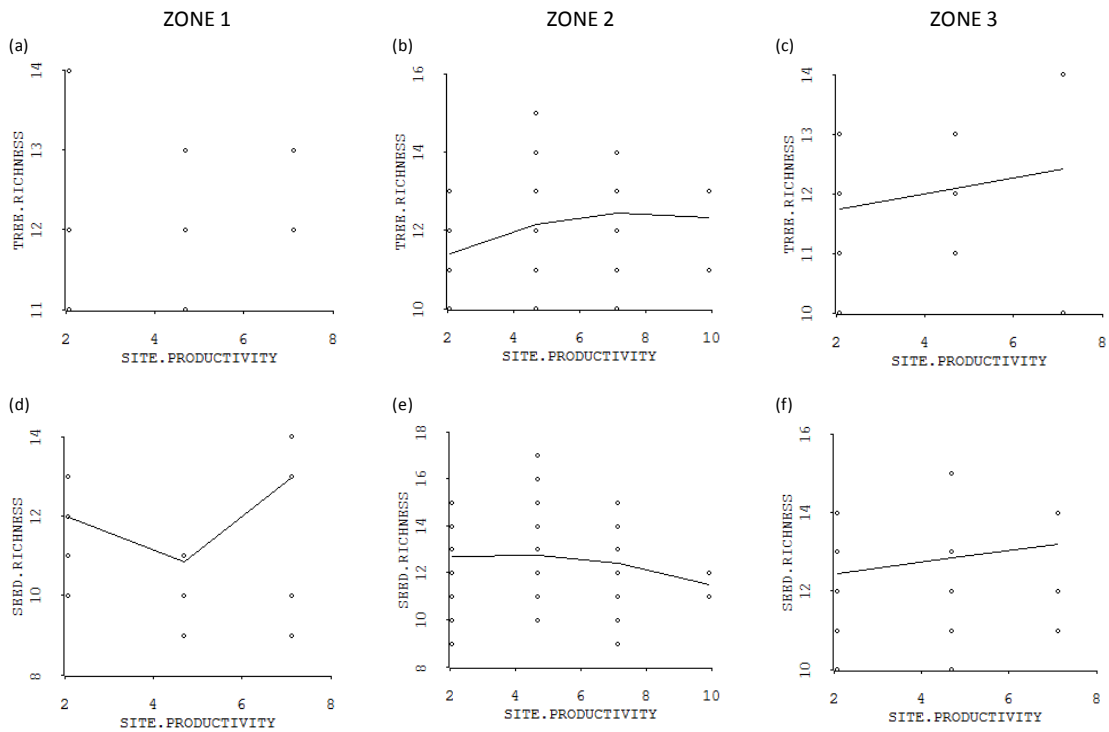 ZONE 1 ZONE 2 ZONE 3
(a) (b) (c)
TREE.RICHNESS
11 12 13 14
2 4 6 8
SITE.PRODUCTIVITY
TREE.RICHNESS
10 12 14 16
2 4 6 8 10
SITE.PRODUCTIVITY
TREE.RICHNESS
10 11 12 13 14
2 4 6 8
SITE.PRODUCTIVITY
(d) (e) (f)
SEED.RICHNESS
8 10 12 14
2 4 6 8
SITE.PRODUCTIVITY
SEED.RICHNESS
8 10 12 14 16 18
2 4 6 8 10
SITE.PRODUCTIVITY
SEED.RICHNESS
10 12 14 16
2 4 6 8
SITE.PRODUCTIVITY